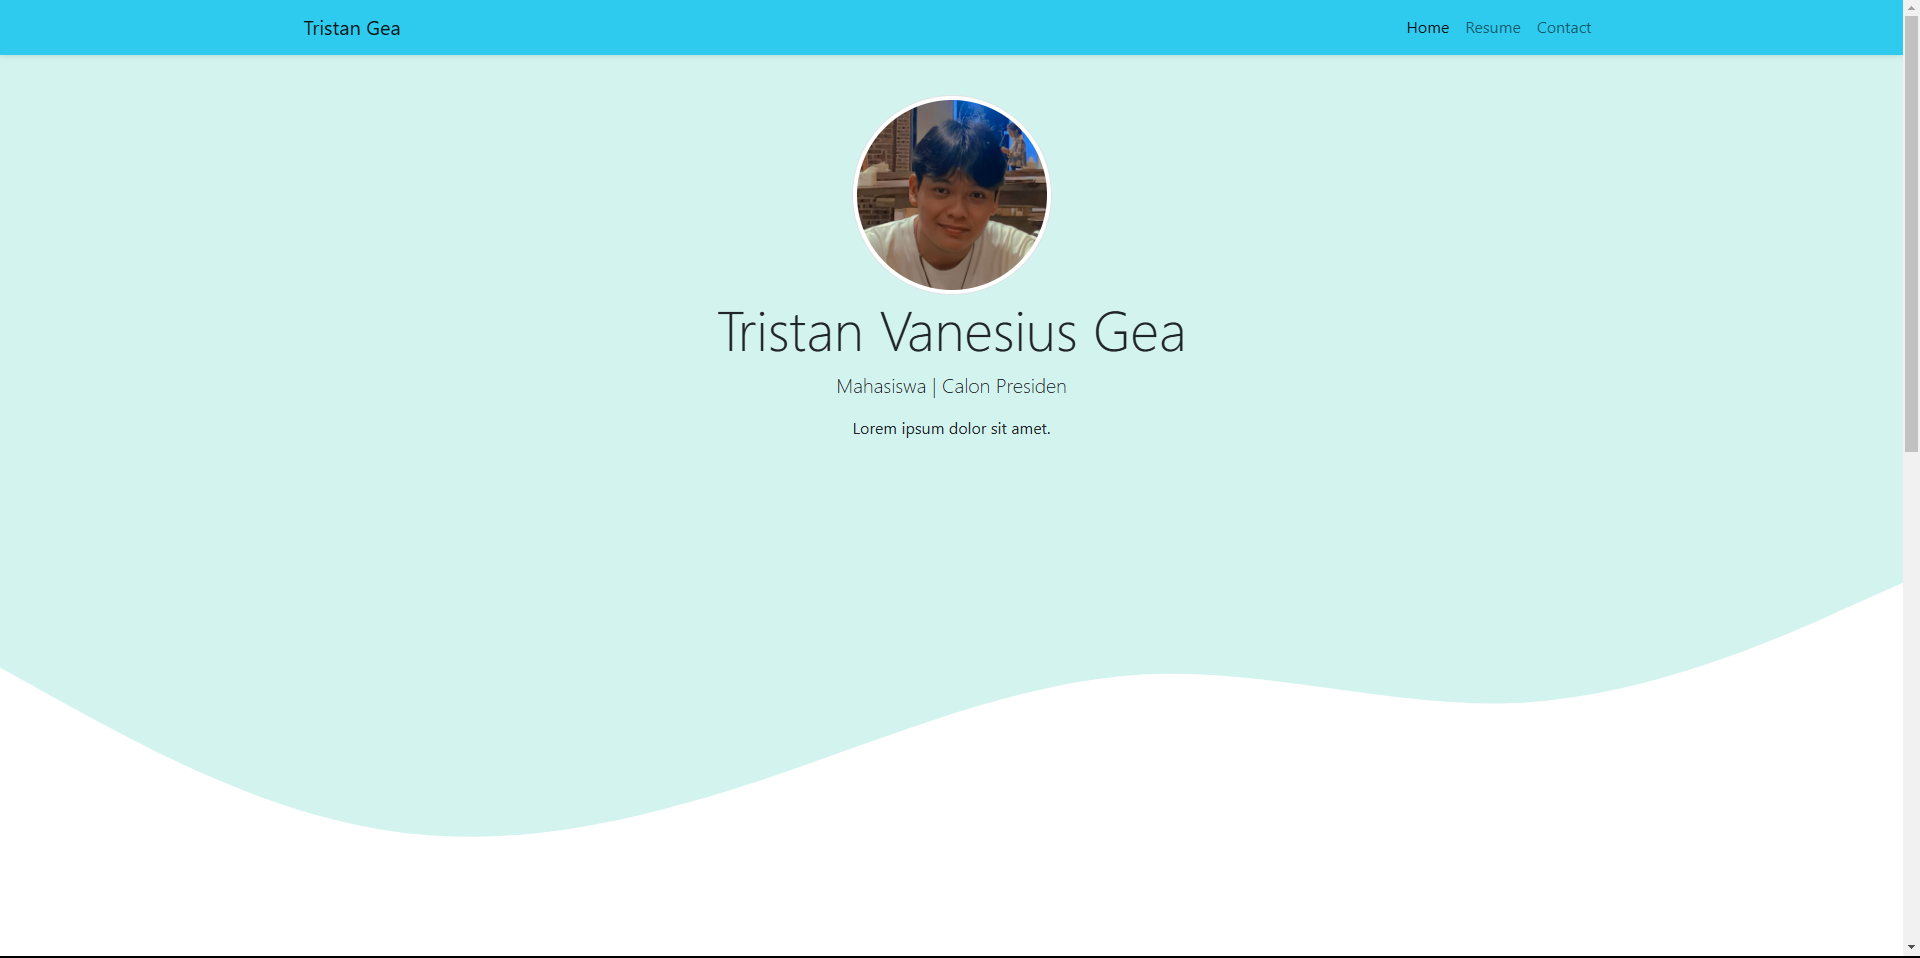 Tristan Gea
Home Resume Contact
Tristan Vanesius Gea
Mahasiswa | Calon Presiden
Lorem ipsum dolor sit amet.